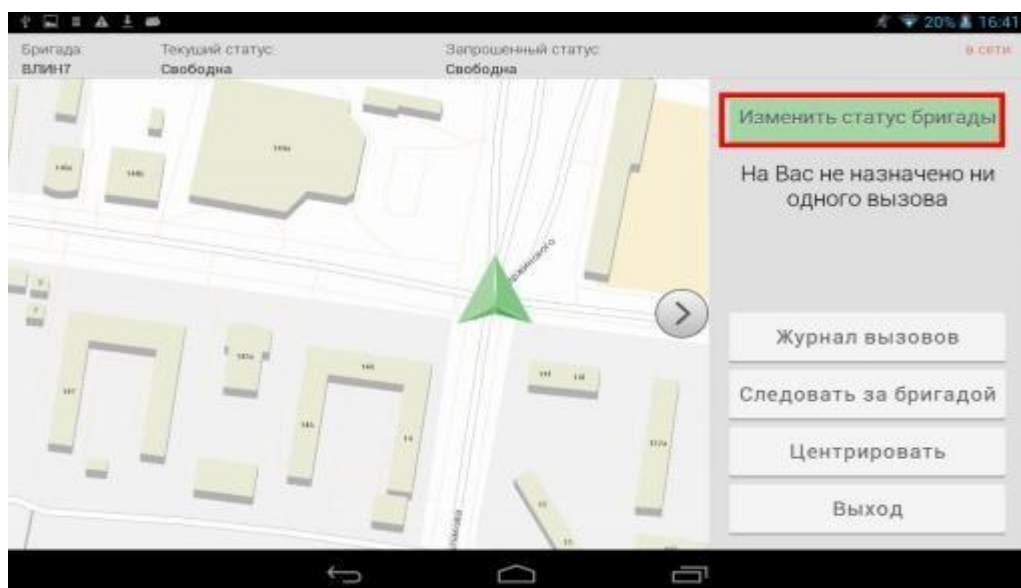 20% 16:41
Бригада
Текущий статус
Запрошенный статус
в сети
ВЛИН7
Свободна
Свободна
Изменить статус бригады
На Вас не назначено ни
одного вызова
Журнал вызовов
Следовать за бригадой
Центрировать
Выход